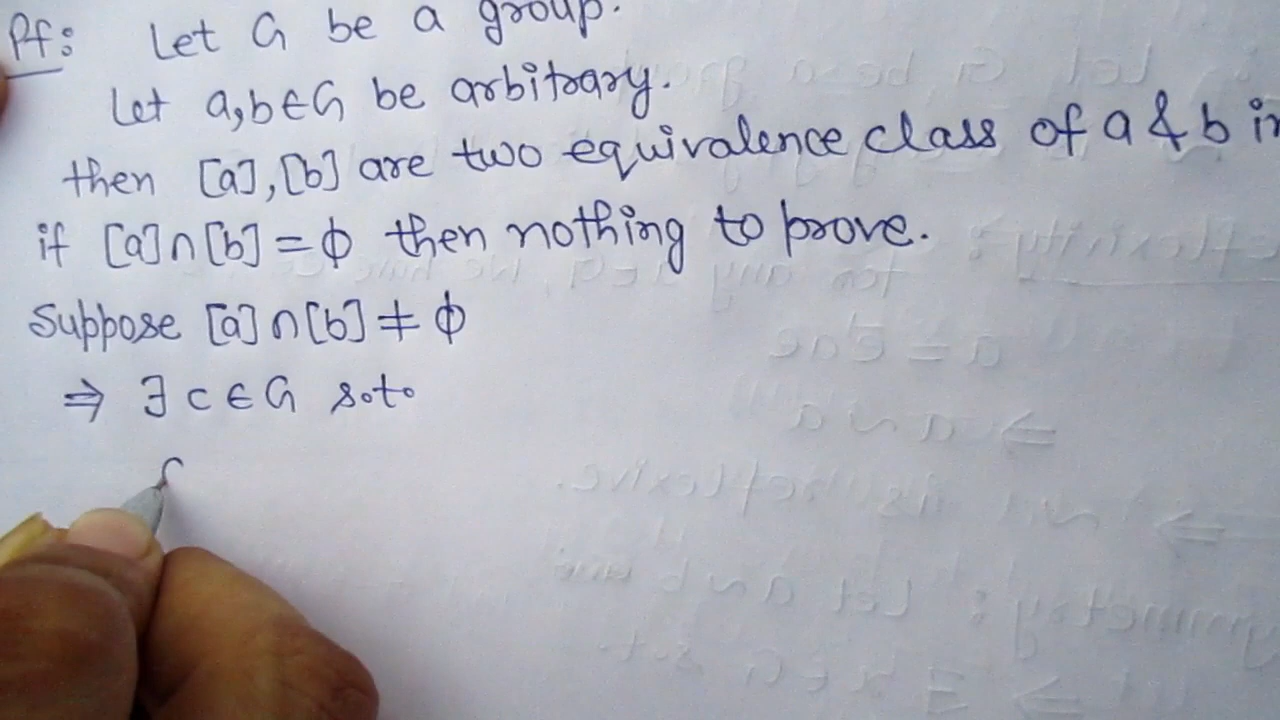 Pf: Let G be a group.
Let a,b∈G be arbitrary.
then [a],[b] are two equivalence class of a & b in
if [a]∩[b] = ϕ then nothing to prove.
Suppose [a]∩[b] ≠ ϕ
⇒ ∃ c ∈ G s.t.